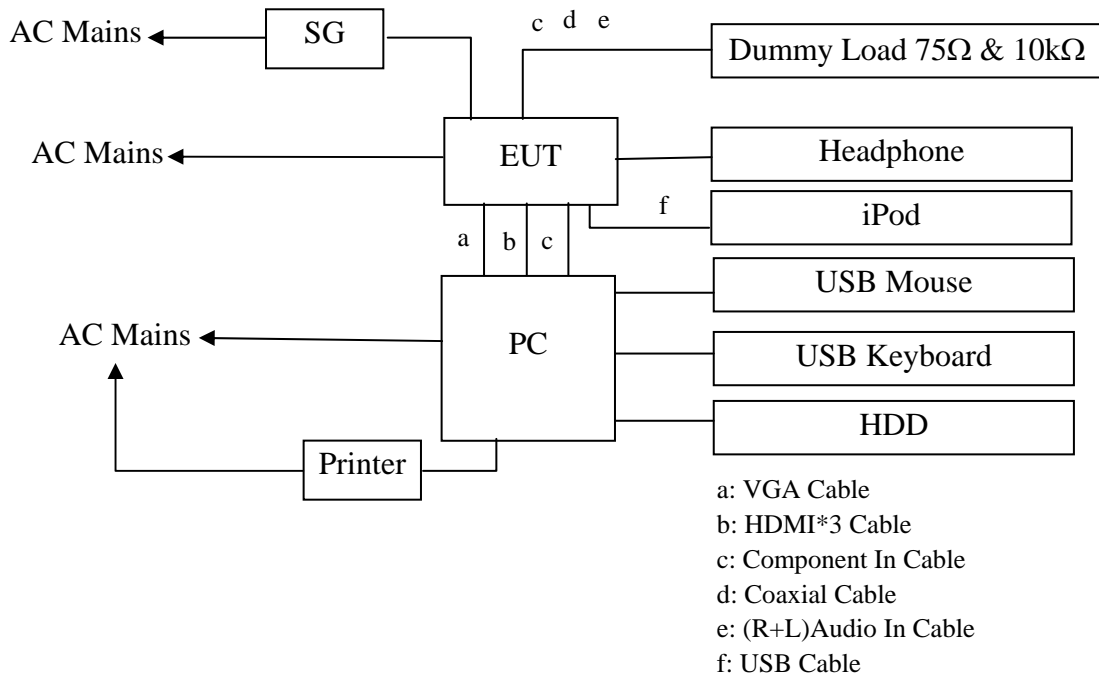 c d e
AC Mains
SG
Dummy Load 75Ω & 10kΩ
AC Mains
EUT
Headphone
f
iPod
a b c
USB Mouse
AC Mains
PC
USB Keyboard
HDD
Printer
a: VGA Cable
b: HDMI*3 Cable
c: Component In Cable
d: Coaxial Cable
e: (R+L)Audio In Cable
f: USB Cable